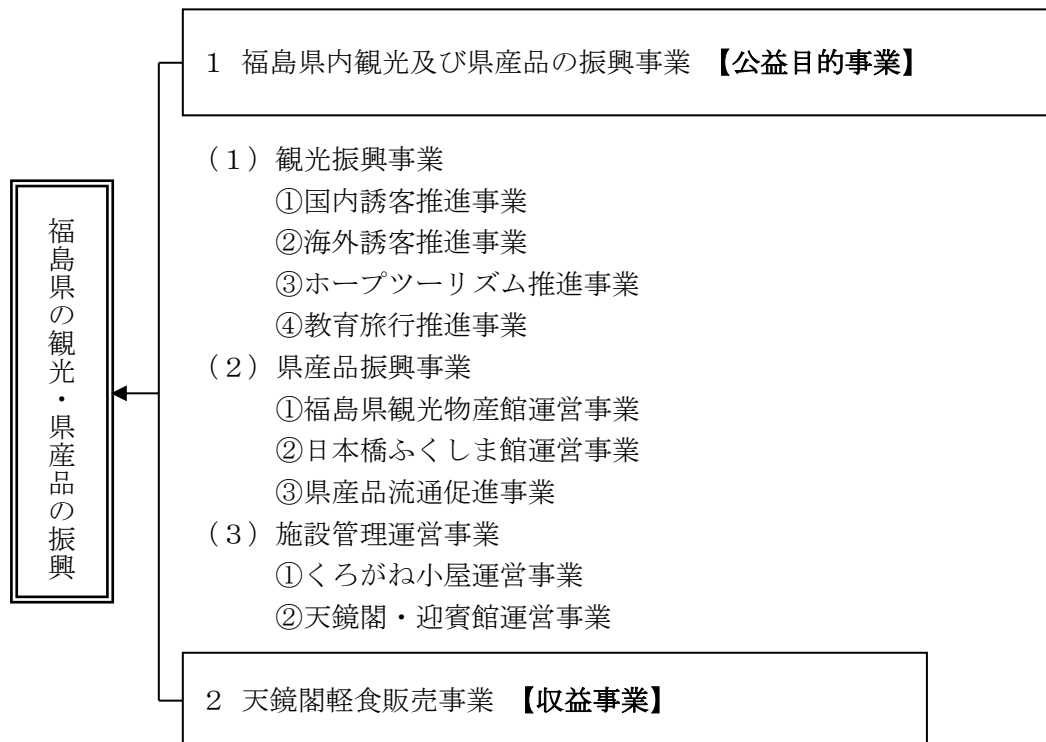 1 福島県内観光及び県産品の振興事業 【公益目的事業】
(1)観光振興事業
①国内誘客推進事業
②海外誘客推進事業
③ホープツーリズム推進事業
④教育旅行推進事業
(2)県産品振興事業
①福島県観光物産館運営事業
②日本橋ふくしま館運営事業
③県産品流通促進事業
(3)施設管理運営事業
①くろがね小屋運営事業
②天鏡閣・迎賓館運営事業
2 天鏡閣軽食販売事業 【収益事業】
福島県の観光・県産品の振興